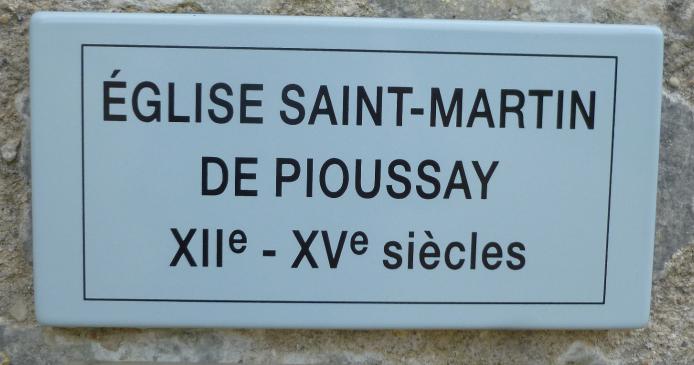 ÉGLISE SAINT-MARTIN
DE PIOUSSAY
XIIe - XVe siècles